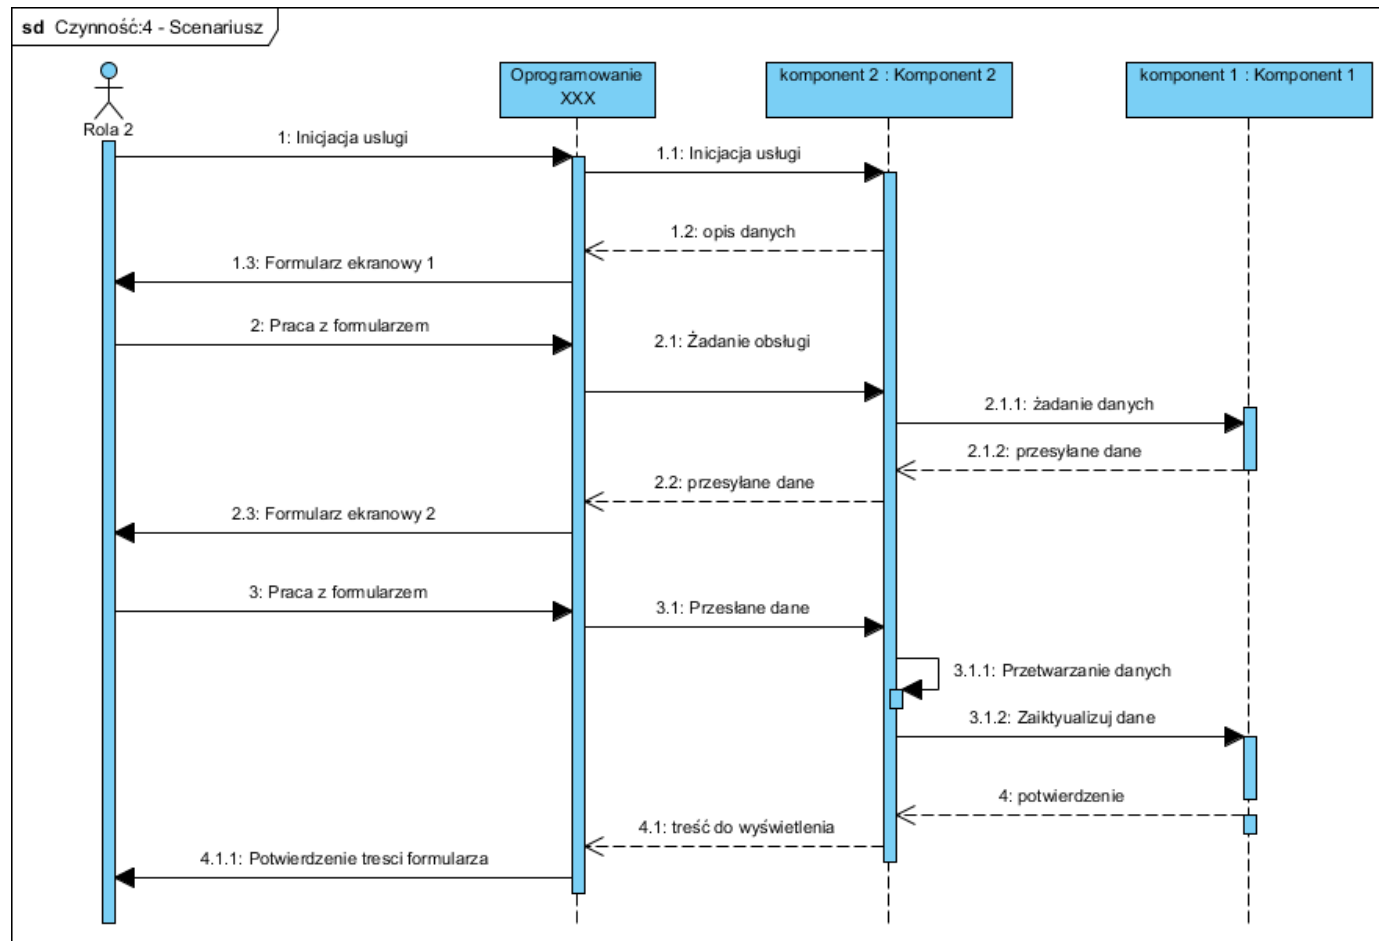 sd Czynność:4 - Scenariusz
Oprogramowanie
XXX
komponent 2 : Komponent 2
komponent 1 : Komponent 1
Rola 2
1: Inicjacja uslugi
1.1: Inicjacja usługi
1.2: opis danych
1.3: Formularz ekranowy 1
2: Praca z formularzem
2.1: Żadanie obsługi
2.1.1: żadanie danych
2.1.2: przesyłane dane
2.2: przesyłane dane
2.3: Formularz ekranowy 2
3: Praca z formularzem
3.1: Przesłane dane
3.1.1: Przetwarzanie danych
3.1.2: Zaiktyualizuj dane
4: potwierdzenie
4.1: treść do wyświetlenia
4.1.1: Potwierdzenie tresci formularza